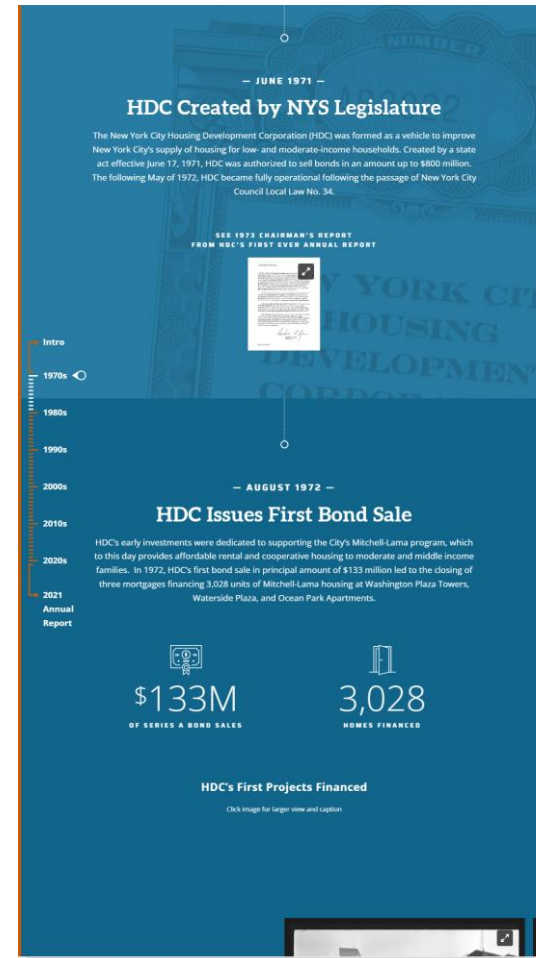 NUMBER
— JUNE 1971 —
HDC Created by NYS Legislature
The New York City Housing Development Corporation (HDC) was formed as a vehicle to improve
New York City's supply of housing for low- and moderate-income households. Created by a state
act effective June 17, 1971, HDC was authorized to sell bonds in an amount up to $800 million.
The following May of 1972, HDC became fully operational following the passage of New York City
Council Local Law No. 34.
SEE 1973 CHAIRMAN'S REPORT
FROM HDC'S FIRST EVER ANNUAL REPORT
YORK CIT
HOUSING
DEVELOPMEN
Intro
1970s
1980s
1990s
2000s
2010s
2020s
2021
Annual
Report
— AUGUST 1972 —
HDC Issues First Bond Sale
HDC's early investments were dedicated to supporting the City's Mitchell-Lama program, which
to this day provides affordable rental and cooperative housing to moderate and middle income
families. In 1972, HDC's first bond sale in principal amount of $133 million led to the closing of
three mortgages financing 3,028 units of Mitchell-Lama housing at Washington Plaza Towers,
Waterside Plaza, and Ocean Park Apartments.
$133M
OF SERIES A BOND SALES
3,028
HOMES FINANCED
HDC's First Projects Financed
Click image for larger view and caption